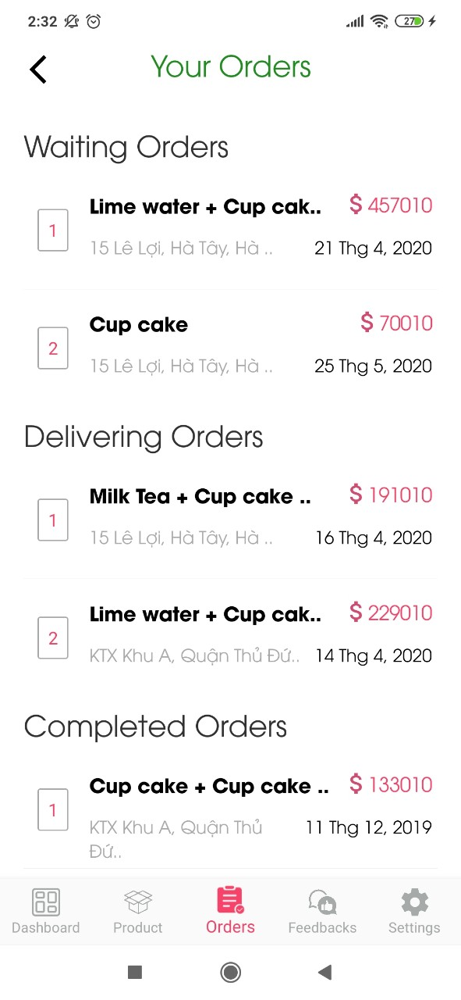 2:32
27
Your Orders
Waiting Orders
Lime water + Cup cak.. $ 457010
1
15 Lê Lợi, Hà Tây, Hà .. 21 Thg 4, 2020
Cup cake $ 70010
2
15 Lê Lợi, Hà Tây, Hà .. 25 Thg 5, 2020
Delivering Orders
Milk Tea + Cup cake .. $ 191010
1
15 Lê Lợi, Hà Tây, Hà .. 16 Thg 4, 2020
Lime water + Cup cak.. $ 229010
2
KTX Khu A, Quận Thủ Đứ.. 14 Thg 4, 2020
Completed Orders
Cup cake + Cup cake .. $ 133010
1
KTX Khu A, Quận Thủ 11 Thg 12, 2019
Đứ..
Dashboard Product Orders Feedbacks Settings